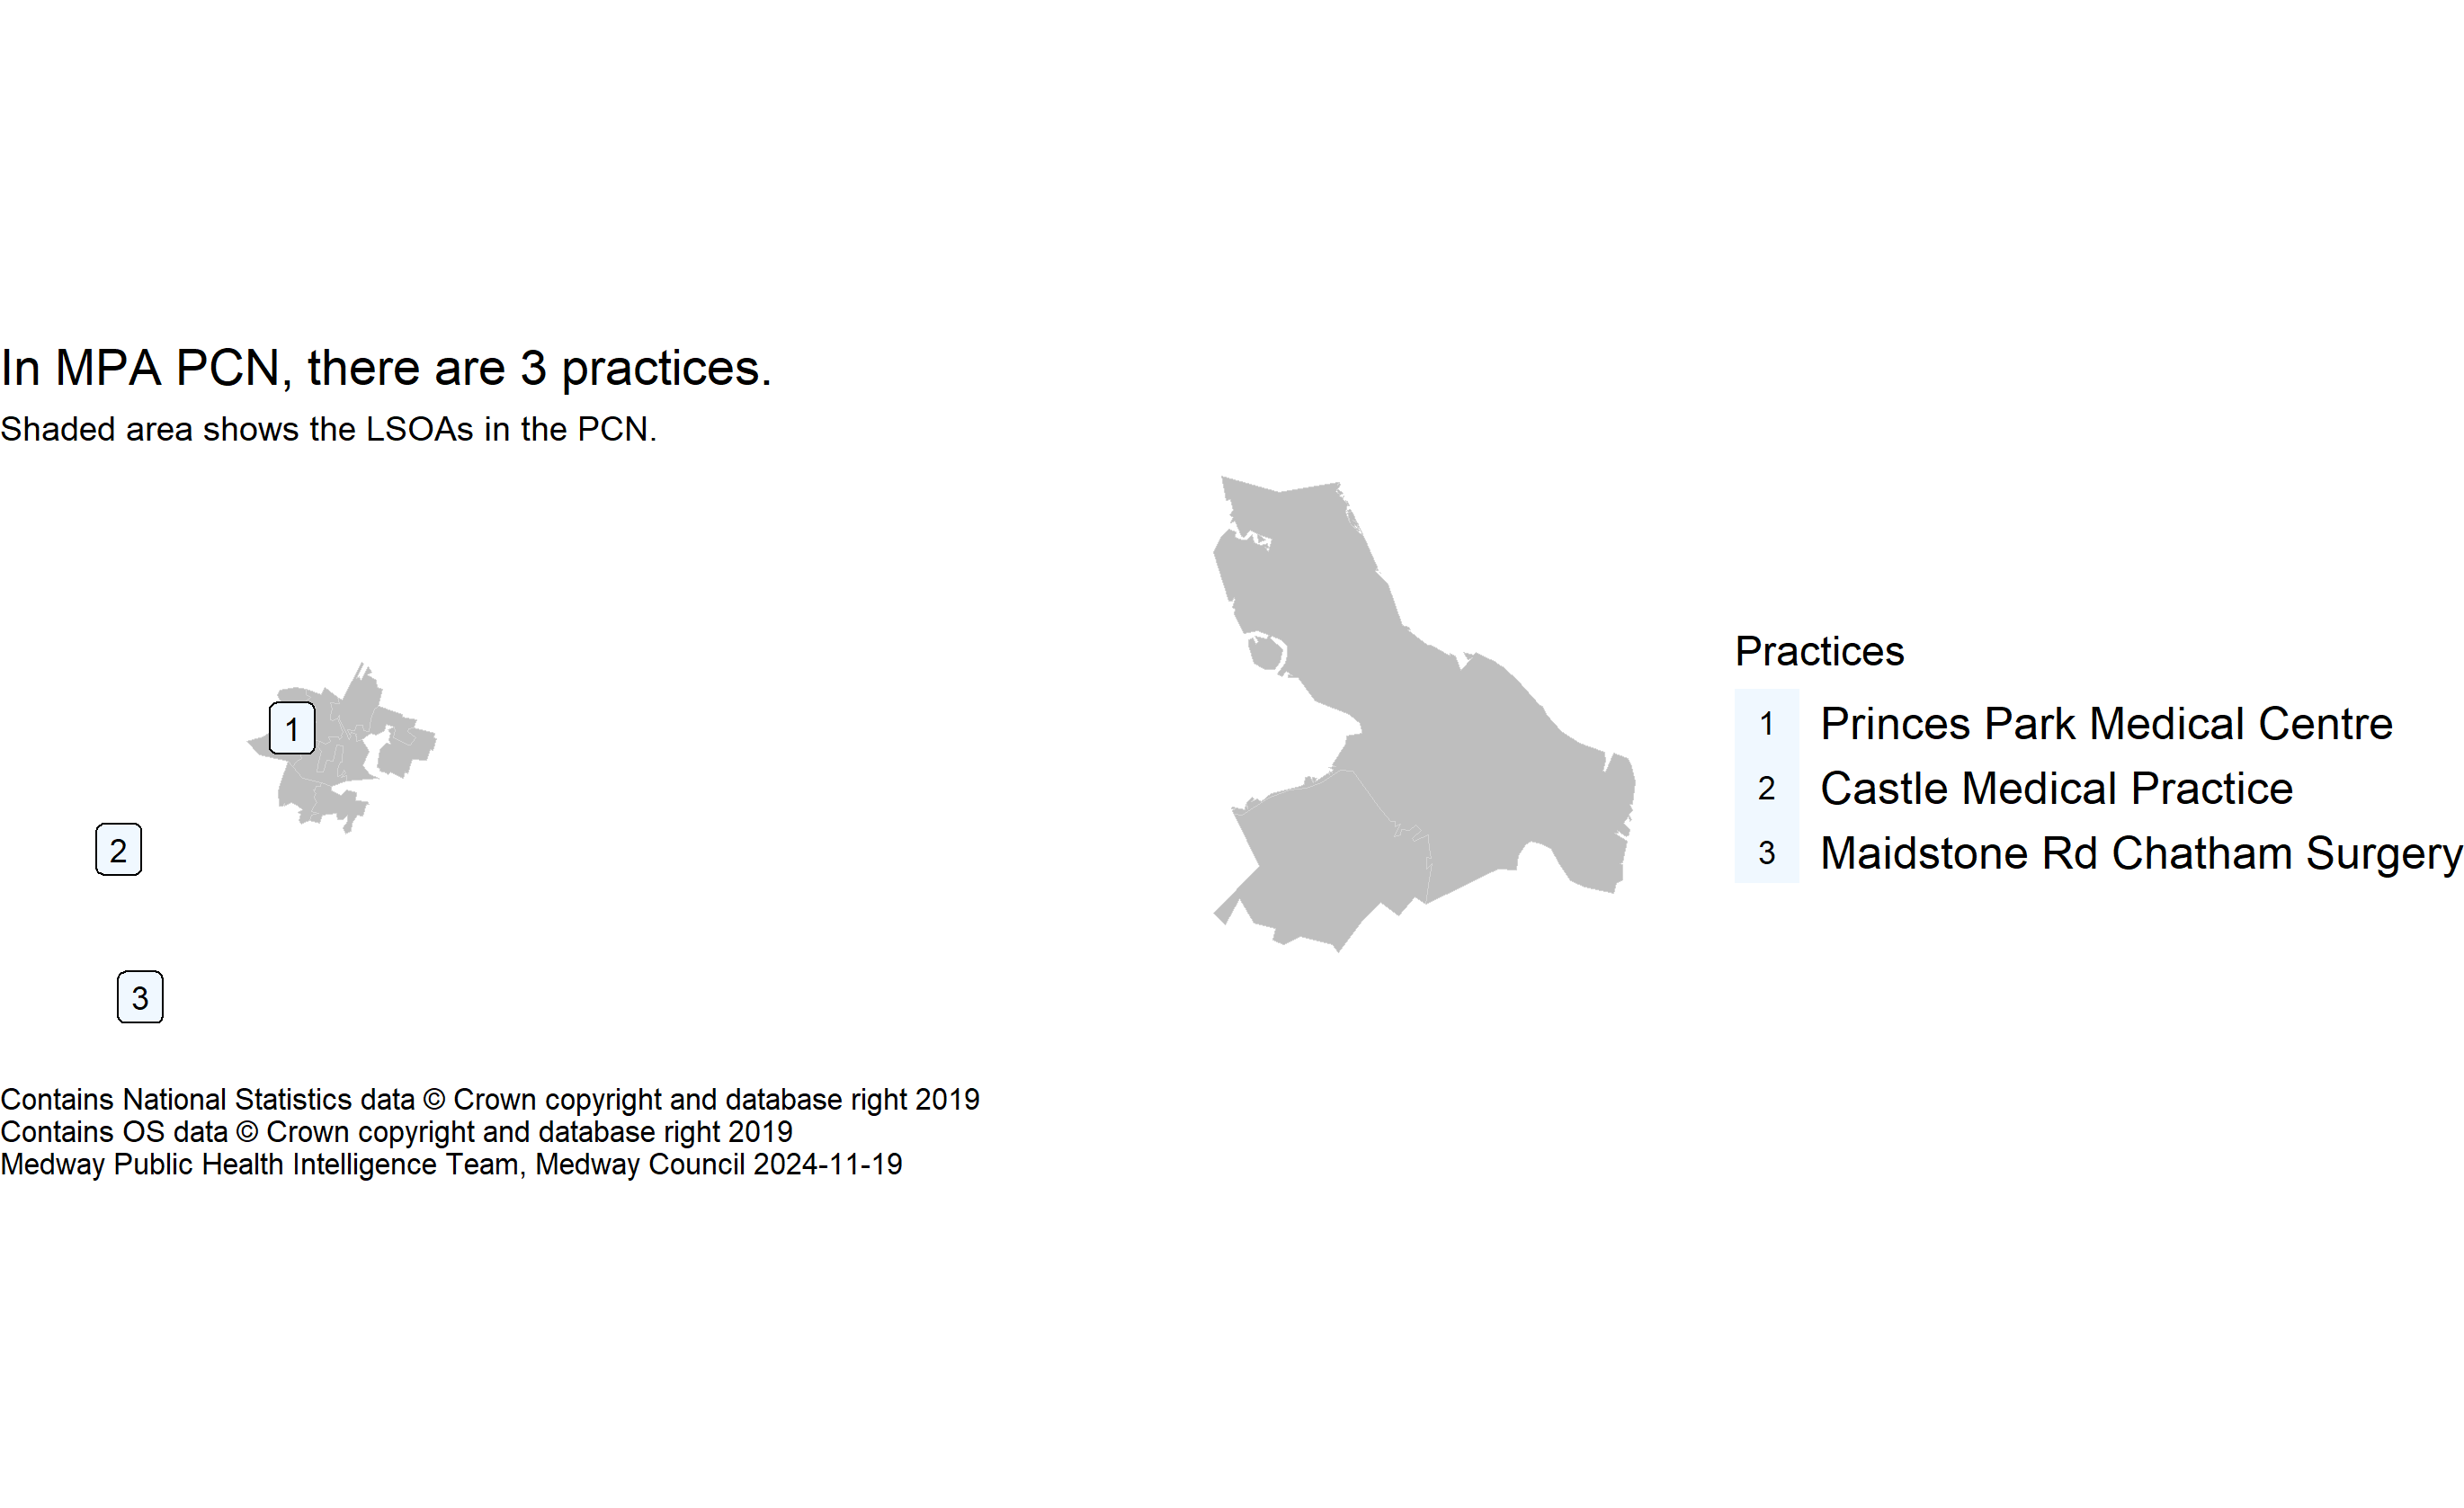 In MPA PCN, there are 3 practices.
Shaded area shows the LSOAs in the PCN.
1
2
3
Practices
1 Princes Park Medical Centre
2 Castle Medical Practice
3 Maidstone Rd Chatham Surgery
Contains National Statistics data © Crown copyright and database right 2019
Contains OS data © Crown copyright and database right 2019
Medway Public Health Intelligence Team, Medway Council 2024-11-19